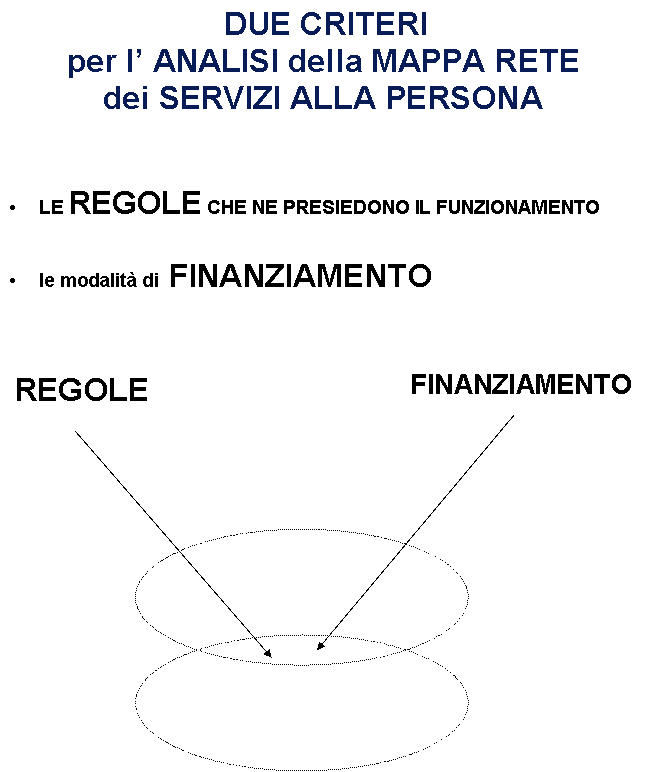 DUE CRITERI
per l’ ANALISI della MAPPA RETE
dei SERVIZI ALLA PERSONA
• LE REGOLE CHE NE PRESIEDONO IL FUNZIONAMENTO
• le modalità di FINANZIAMENTO
REGOLE
FINANZIAMENTO